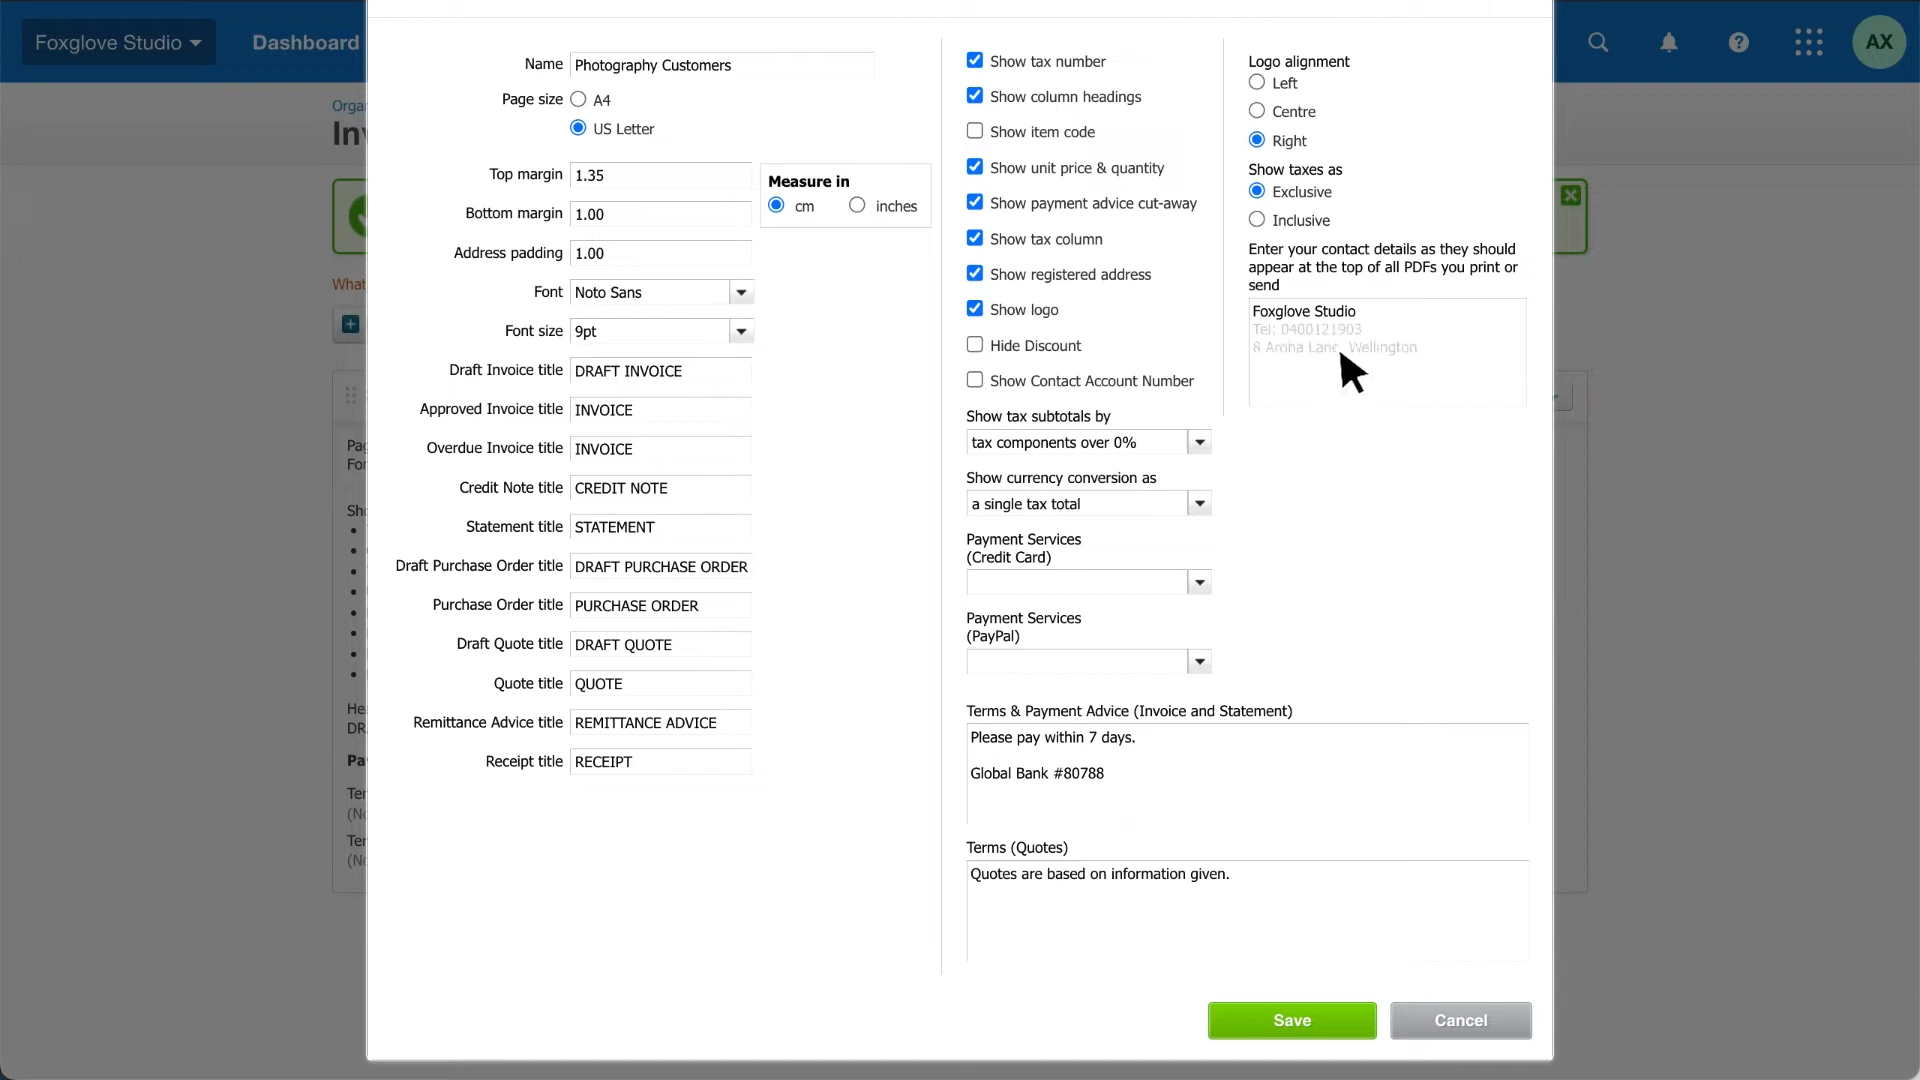 Foxglove Studio
Dashboard
AX
Orga
In
What
Pag
For
Sho
He
DR
Pa
Ter
(No
Ter
(No
Name Photography Customers
Page size A4
US Letter
Top margin 1.35
Bottom margin 1.00
Address padding 1.00
Measure in
cm inches
Font Noto Sans
Font size 9pt
Draft Invoice title DRAFT INVOICE
Approved Invoice title INVOICE
Overdue Invoice title INVOICE
Credit Note title CREDIT NOTE
Statement title STATEMENT
Draft Purchase Order title DRAFT PURCHASE ORDER
Purchase Order title PURCHASE ORDER
Draft Quote title DRAFT QUOTE
Quote title QUOTE
Remittance Advice title REMITTANCE ADVICE
Receipt title RECEIPT
Show tax number
Show column headings
Show item code
Show unit price & quantity
Show payment advice cut-away
Show tax column
Show registered address
Show logo
Hide Discount
Show Contact Account Number
Show tax subtotals by
tax components over 0%
Show currency conversion as
a single tax total
Payment Services
(Credit Card)
Payment Services
(PayPal)
Logo alignment
Left
Centre
Right
Show taxes as
Exclusive
Inclusive
Enter your contact details as they should
appear at the top of all PDFs you print or
send
Foxglove Studio
Tel: 0400121903
8 Aroha Lane, Wellington
Terms & Payment Advice (Invoice and Statement)
Please pay within 7 days.
Global Bank #80788
Terms (Quotes)
Quotes are based on information given.
Save
Cancel